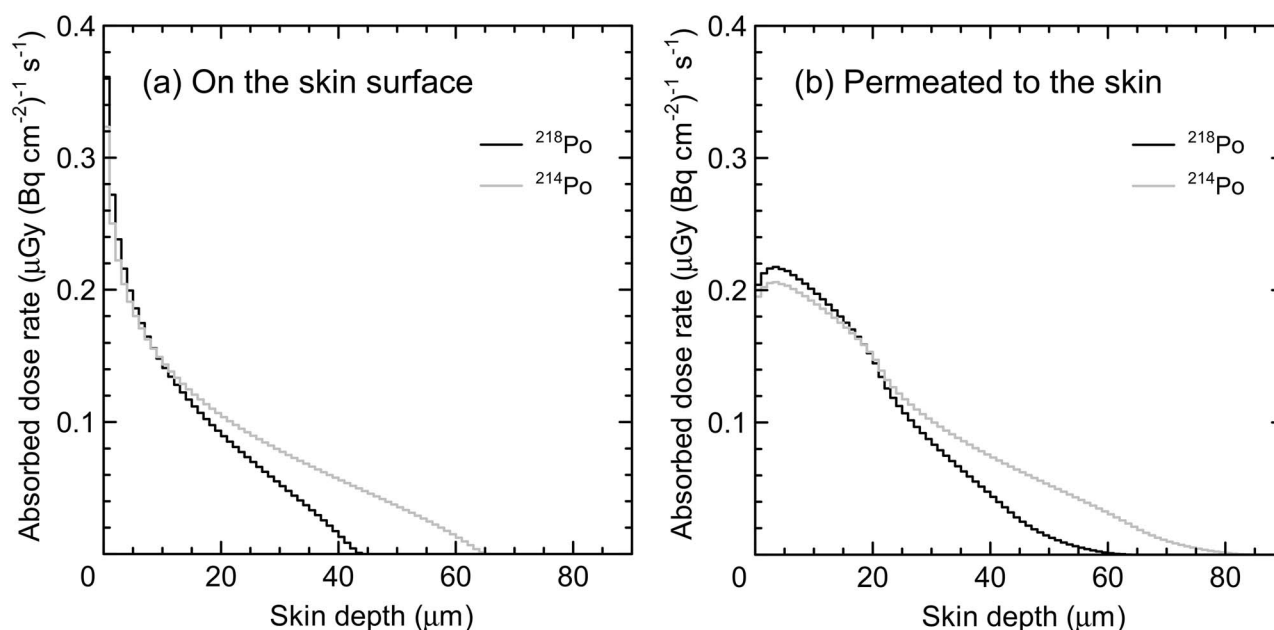 (a) On the skin surface
²¹⁸Po
²¹⁴Po
Absorbed dose rate (μGy (Bq cm⁻²)⁻¹ s⁻¹)
0.4
0.3
0.2
0.1
0 20 40 60 80
Skin depth (μm)
(b) Permeated to the skin
²¹⁸Po
²¹⁴Po
Absorbed dose rate (μGy (Bq cm⁻²)⁻¹ s⁻¹)
0.4
0.3
0.2
0.1
0 20 40 60 80
Skin depth (μm)